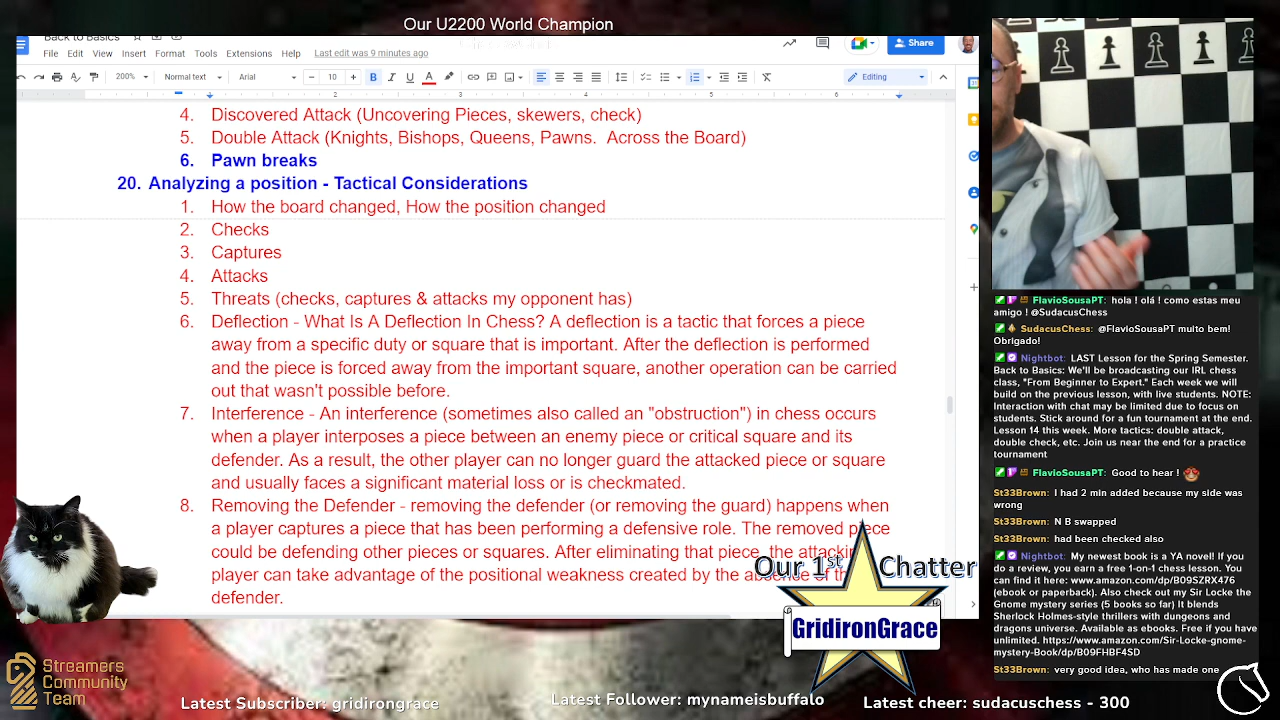 Our U2200 World Champion
Back to Basics
File Edit View Insert Format Tools Extensions Help Last edit was 9 minutes ago
Share
200% Normal text Arial 10 B I U A Editing
2 3 4 5 6
4. Discovered Attack (Uncovering Pieces, skewers, check)
5. Double Attack (Knights, Bishops, Queens, Pawns. Across the Board)
6. Pawn breaks
20. Analyzing a position - Tactical Considerations
1. How the board changed, How the position changed
2. Checks
3. Captures
4. Attacks
5. Threats (checks, captures & attacks my opponent has)
6. Deflection - What Is A Deflection In Chess? A deflection is a tactic that forces a piece
away from a specific duty or square that is important. After the deflection is performed
and the piece is forced away from the important square, another operation can be carried
out that wasn't possible before.
7. Interference - An interference (sometimes also called an "obstruction") in chess occurs
when a player interposes a piece between an enemy piece or critical square and its
defender. As a result, the other player can no longer guard the attacked piece or square
and usually faces a significant material loss or is checkmated.
8. Removing the Defender - removing the defender (or removing the guard) happens when
a player captures a piece that has been performing a defensive role. The removed piece
could be defending other pieces or squares. After eliminating that piece, the attacking
player can take advantage of the positional weakness created by the absence of the
defender.
Our 1st Chatter
GridironGrace
FlavioSousaPT: hola ! olá ! como estas meu
amigo ! @SudacusChess
SudacusChess: @FlavioSousaPT muito bem!
Obrigado!
Nightbot: LAST Lesson for the Spring Semester.
Back to Basics: We'll be broadcasting our IRL chess
class, "From Beginner to Expert." Each week we will
build on the previous lesson, with live students. NOTE:
Interaction with chat may be limited due to focus on
students. Stick around for a fun tournament at the end.
Lesson 14 this week. More tactics: double attack,
double check, etc. Join us near the end for a practice
tournament
FlavioSousaPT: Good to hear !
St33Brown: I had 2 min added because my side was
wrong
St33Brown: N B swapped
St33Brown: had been checked also
Nightbot: My newest book is a YA novel! If you
do a review, you earn a free 1-on-1 chess lesson. You
can find it here: www.amazon.com/dp/B09SZRX476
(ebook or paperback). Also check out my Sir Locke the
Gnome mystery series (5 books so far) It blends
Sherlock Holmes-style thrillers with dungeons and
dragons universe. Available as ebooks. Free if you have
unlimited. https://www.amazon.com/Sir-Locke-gnome-
mystery-Book/dp/B09FHBF4SD
St33Brown: very good idea, who has made one
Streamers
Community
Team
Latest Subscriber: gridirongrace
Latest Follower: mynameisbuffalo
Latest cheer: sudacuschess - 300